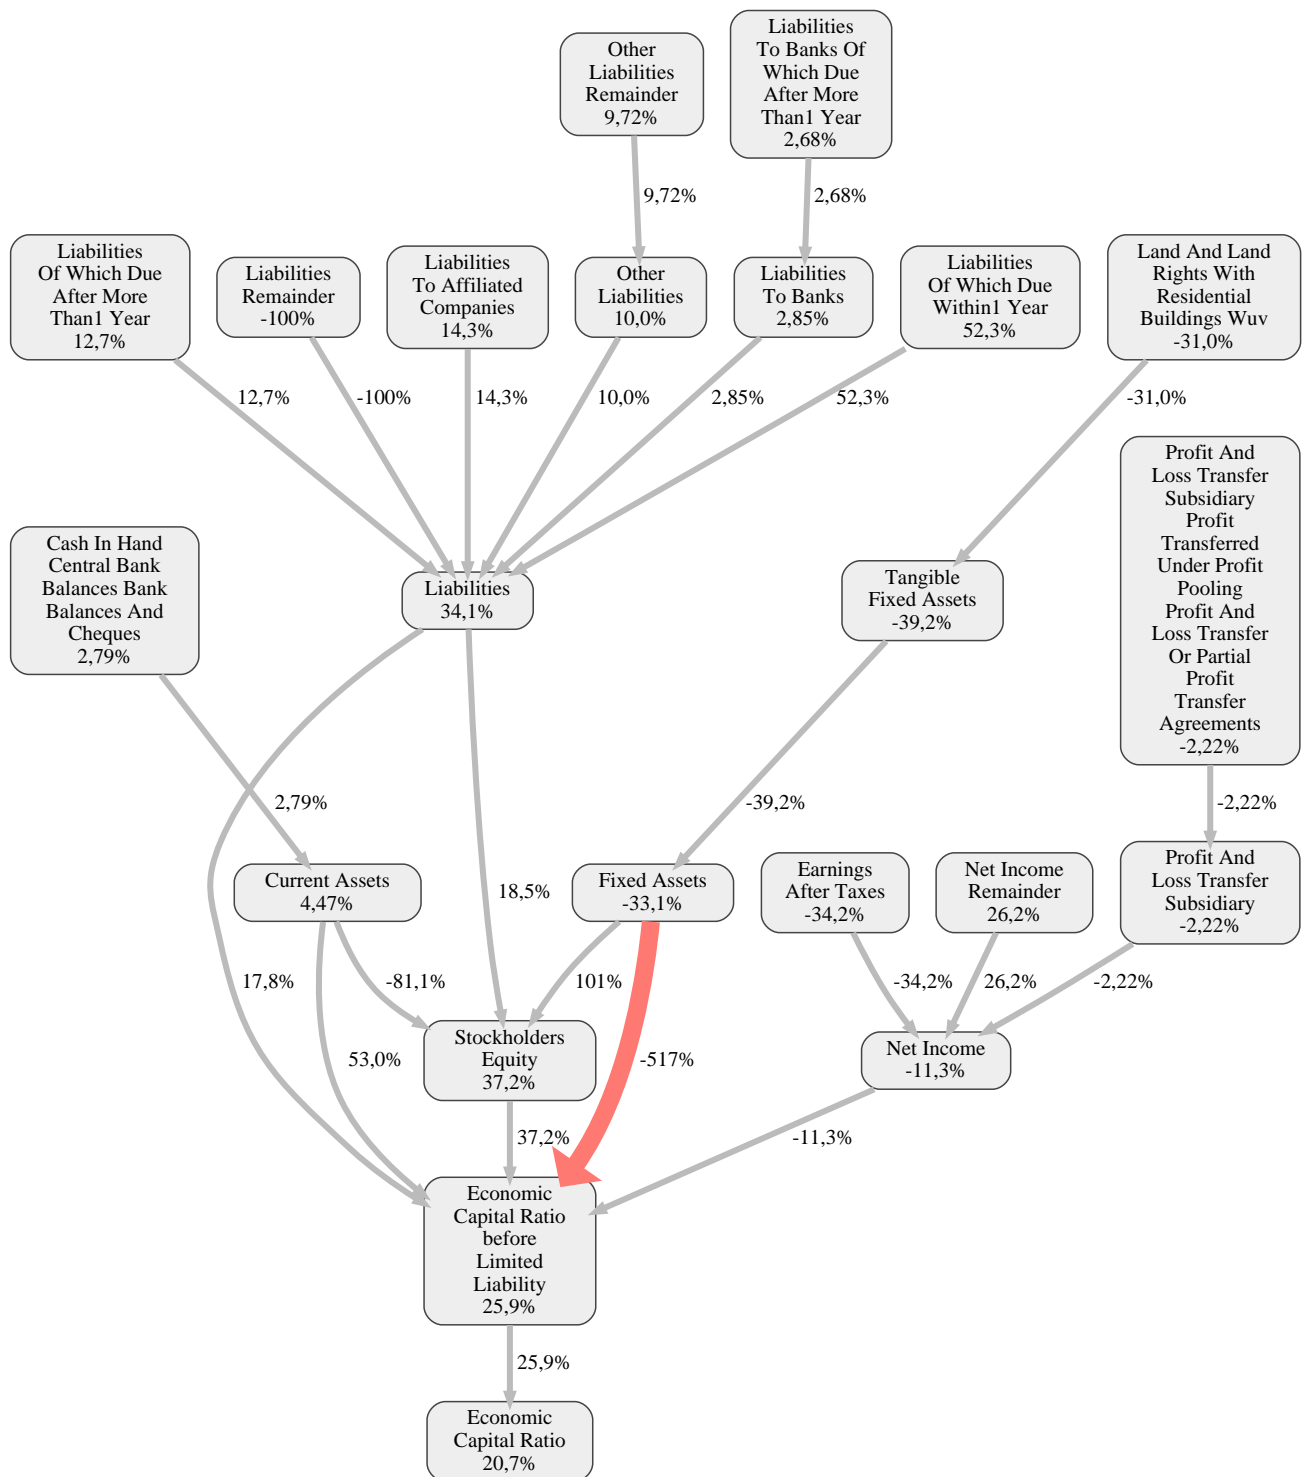 Liabilities
To Banks Of
Which Due
After More
Than1 Year
2,68%
Other
Liabilities
Remainder
9,72%
9,72%
2,68%
Liabilities
Of Which Due
After More
Than1 Year
12,7%
Liabilities
Remainder
-100%
Liabilities
To Affiliated
Companies
14,3%
Other
Liabilities
10,0%
Liabilities
To Banks
2,85%
Liabilities
Of Which Due
Within1 Year
52,3%
Land And Land
Rights With
Residential
Buildings Wuv
-31,0%
12,7%
-100%
14,3%
10,0%
2,85%
52,3%
-31,0%
Profit And
Loss Transfer
Subsidiary
Profit
Transferred
Under Profit
Pooling
Profit And
Loss Transfer
Or Partial
Profit
Transfer
Agreements
-2,22%
Cash In Hand
Central Bank
Balances Bank
Balances And
Cheques
2,79%
Liabilities
34,1%
Tangible
Fixed Assets
-39,2%
2,79%
-39,2%
-2,22%
Current Assets
4,47%
18,5%
Fixed Assets
-33,1%
Earnings
After Taxes
-34,2%
Net Income
Remainder
26,2%
Profit And
Loss Transfer
Subsidiary
-2,22%
17,8%
-81,1%
101%
-34,2%
26,2%
-2,22%
53,0%
Stockholders
Equity
37,2%
-517%
Net Income
-11,3%
37,2%
-11,3%
Economic
Capital Ratio
before
Limited
Liability
25,9%
25,9%
Economic
Capital Ratio
20,7%